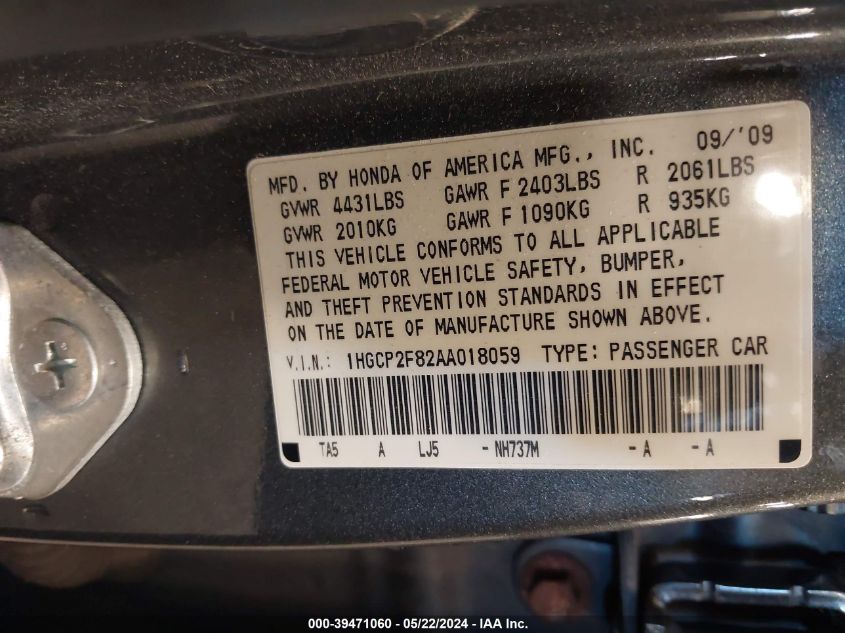 MFD. BY HONDA OF AMERICA MFG., INC. 09/'09
GVWR 4431LBS GAWR F 2403LBS R 2061LBS
GVWR 2010KG GAWR F 1090KG R 935KG
THIS VEHICLE CONFORMS TO ALL APPLICABLE
FEDERAL MOTOR VEHICLE SAFETY, BUMPER,
AND THEFT PREVENTION STANDARDS IN EFFECT
ON THE DATE OF MANUFACTURE SHOWN ABOVE.
V.I.N.: 1HGCP2F82AA018059 TYPE: PASSENGER CAR
TA5 A LJ5 - NH737M - A - A
000-39471060 - 05/22/2024 - IAA Inc.